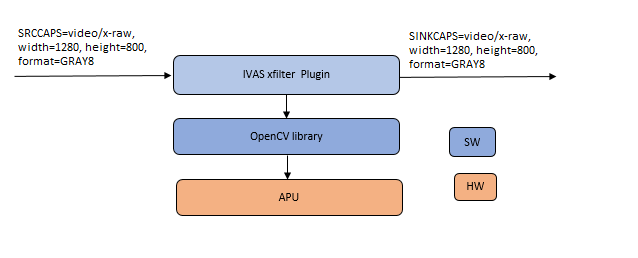 SRCCAPS=video/x-raw,
width=1280, height=800,
format=GRAY8
SINKCAPS=video/x-raw,
width=1280, height=800,
format=GRAY8
IVAS xfilter Plugin
OpenCV library
SW
HW
APU